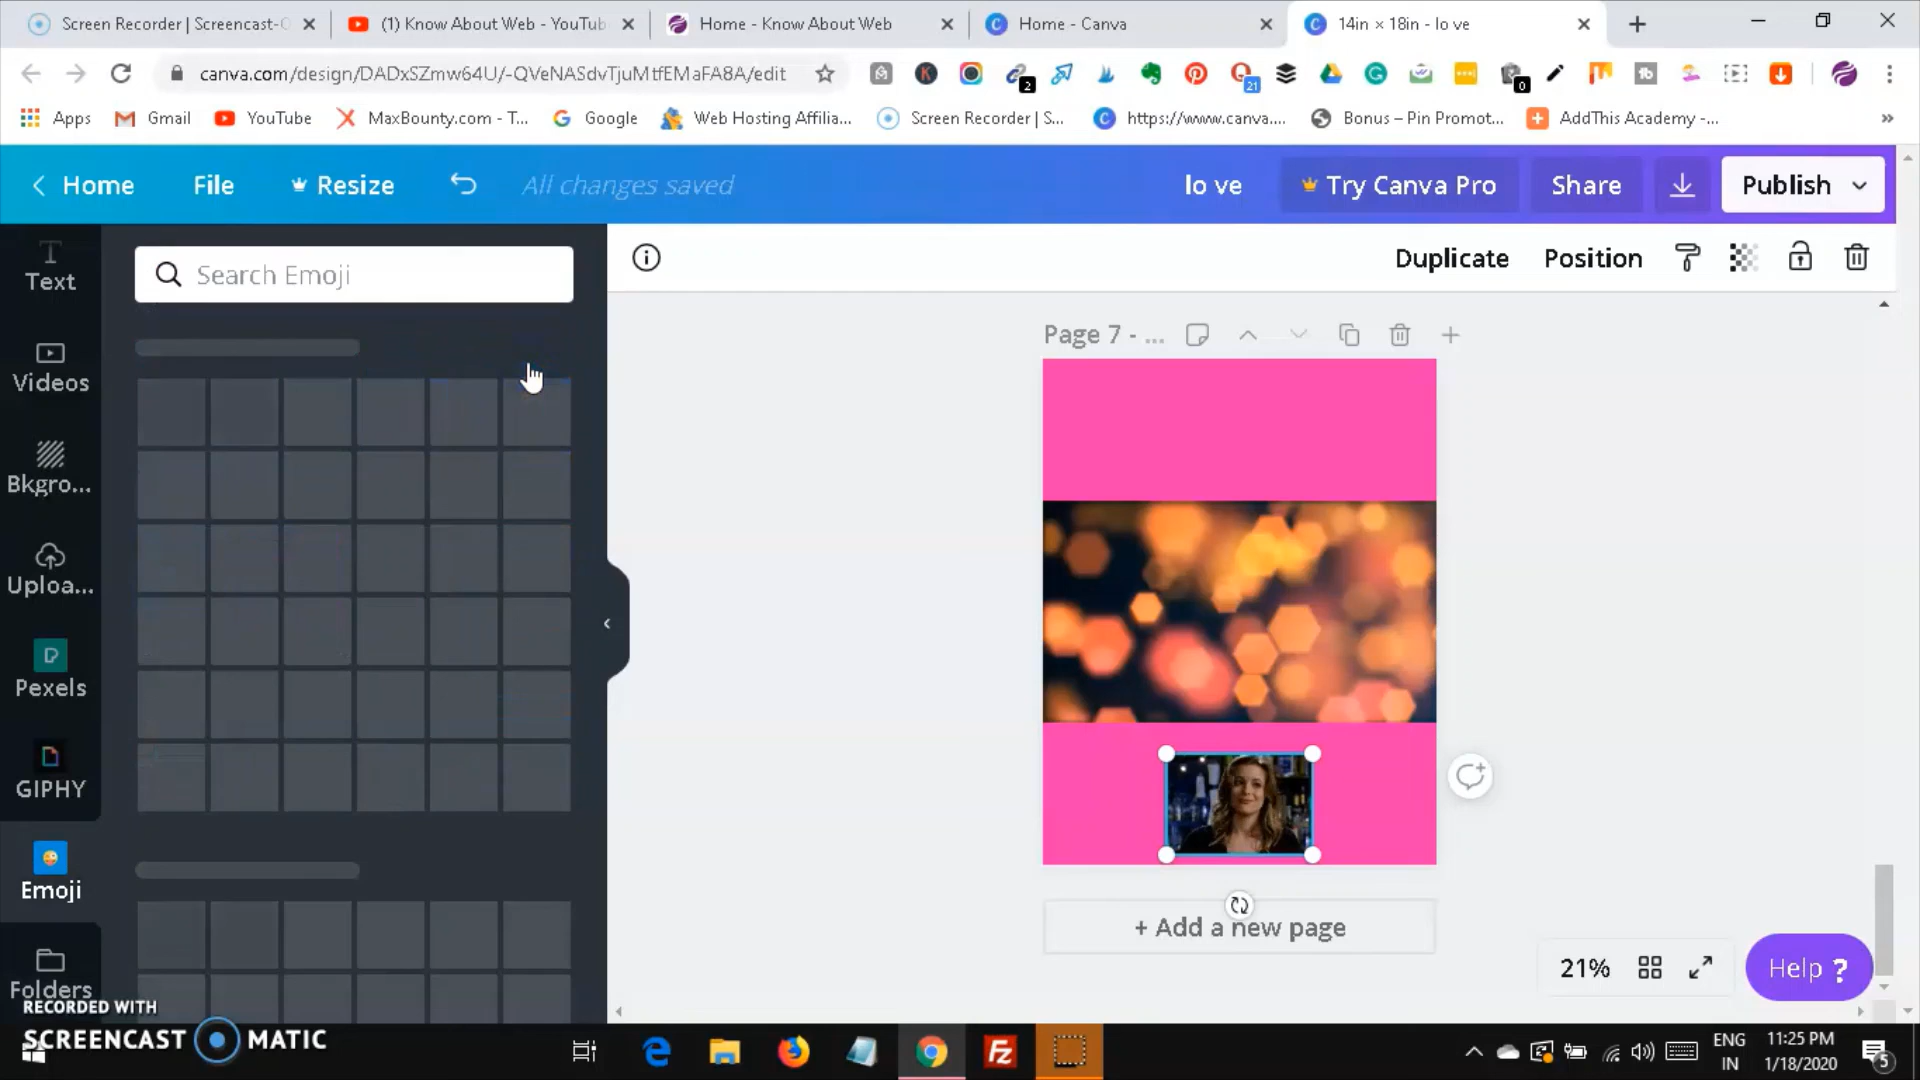 Screen Recorder | Screencast-O
(1) Know About Web - YouTub
Home - Know About Web
Home - Canva
14in × 18in - lo ve
canva.com/design/DADxSZmw64U/-QVeNASdvTjuMtfEMaFA8A/edit
2
21
0
Apps
Gmail
YouTube
MaxBounty.com - T...
Google
Web Hosting Affilia...
Screen Recorder | S...
https://www.canva....
Bonus – Pin Promot...
AddThis Academy -...
Home
File
Resize
All changes saved
lo ve
Try Canva Pro
Share
Publish
Text
Videos
Bkgro...
Uploa...
Pexels
GIPHY
Emoji
Folders
Search Emoji
Duplicate
Position
Page 7 - ...
+ Add a new page
21%
Help ?
RECORDED WITH
SCREENCAST MATIC
ENG
IN
11:25 PM
1/18/2020
5